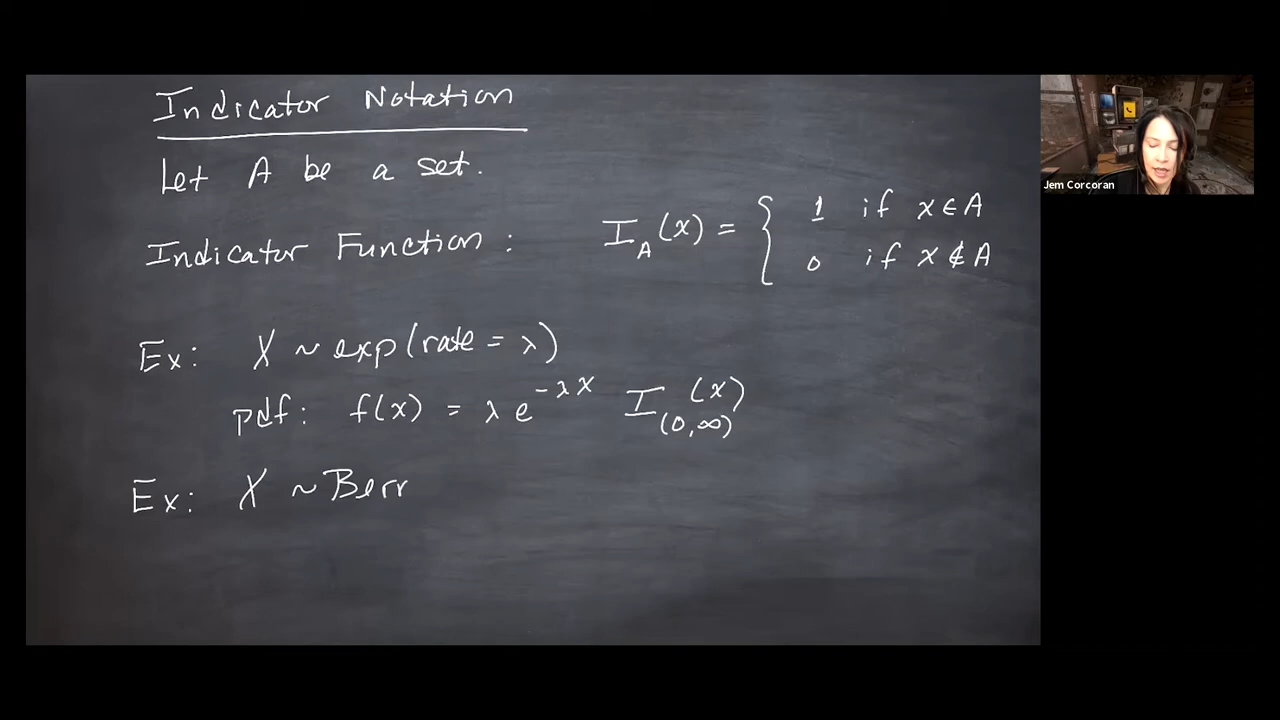 Indicator Notation
Let A be a set.
Indicator Function : I_A(x) = { 1 if x ∈ A
0 if x ∉ A
Ex: X ~ exp(rate = λ)
pdf: f(x) = λ e^{-λx} I_{(0,∞)}(x)
Ex: X ~ Berr
Jem Corcoran